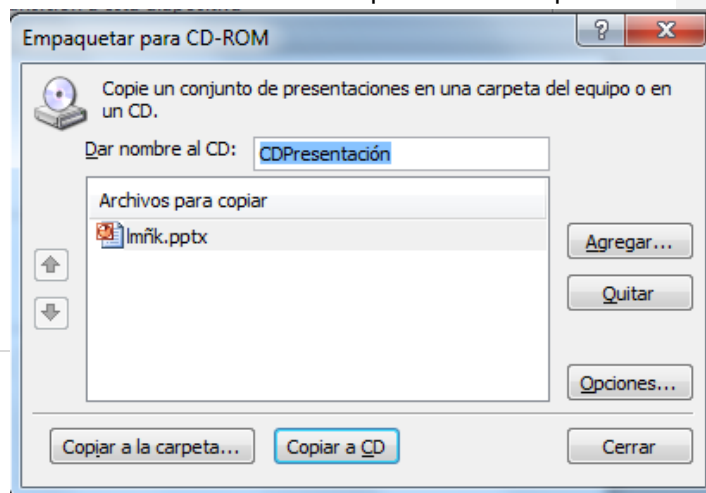 Empaquetar para CD-ROM
Copie un conjunto de presentaciones en una carpeta del equipo o en
un CD.
Dar nombre al CD: CDPresentación
Archivos para copiar
lmñk.pptx
Agregar...
Quitar
Opciones...
Copiar a la carpeta... Copiar a CD Cerrar